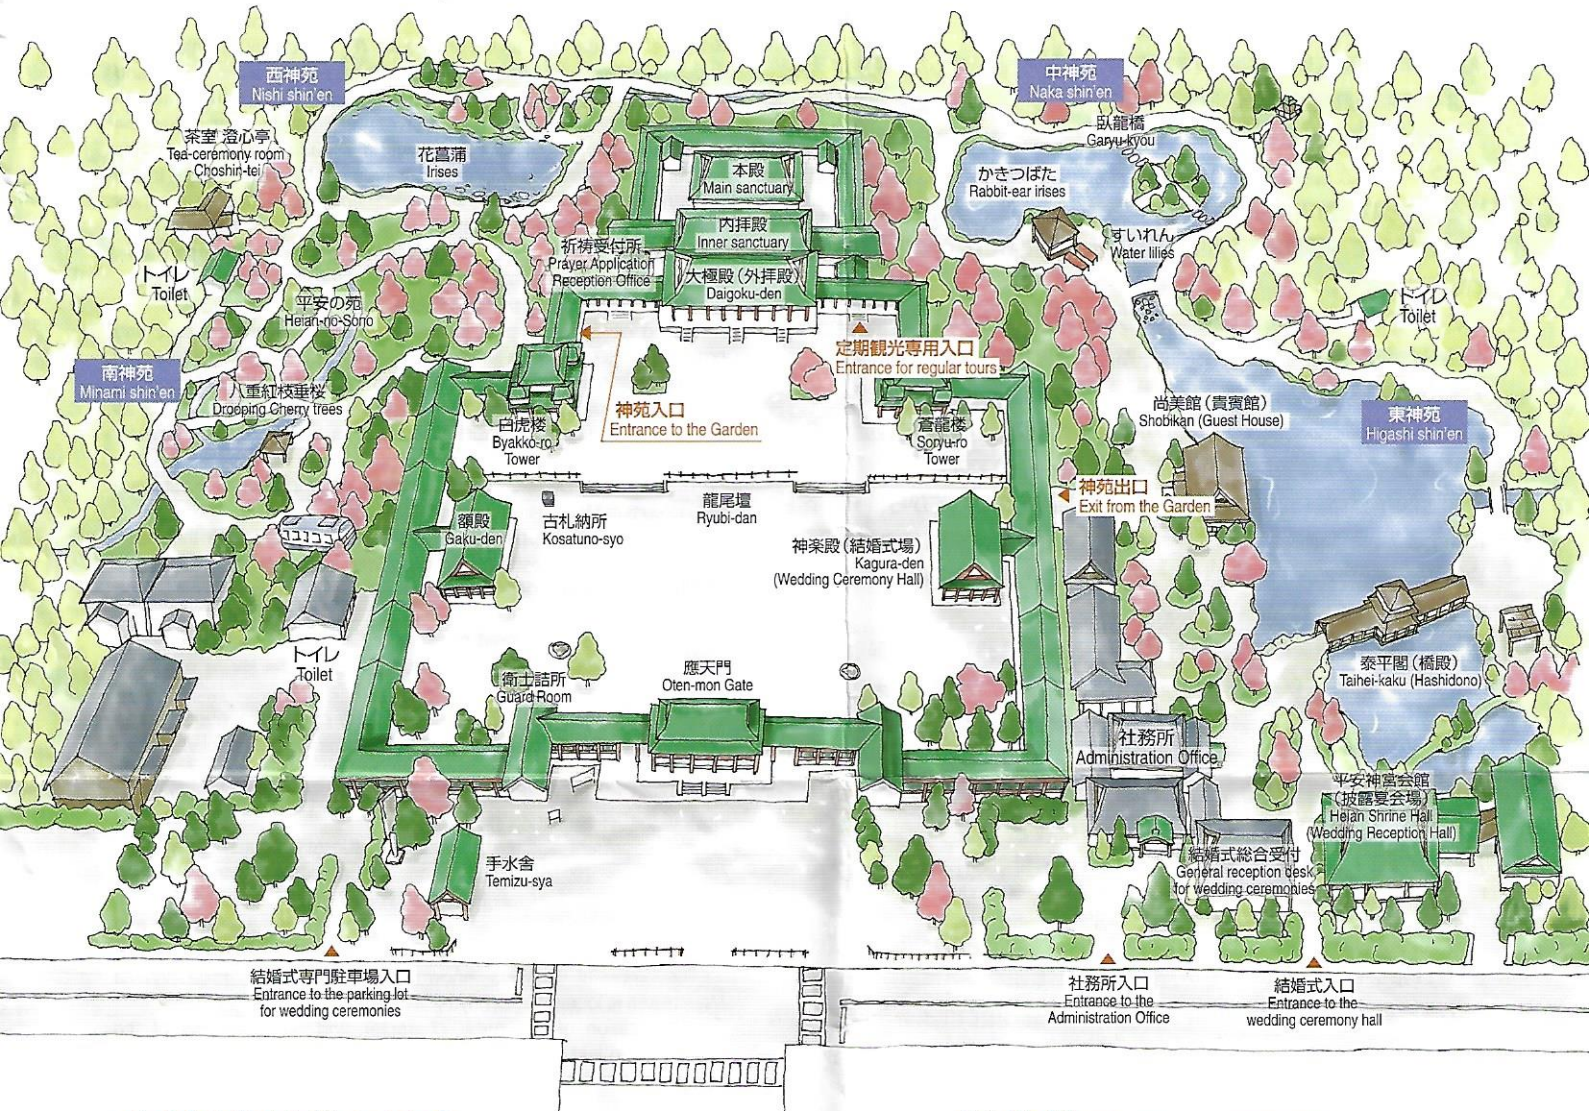 西神苑
Nishi shin'en
中神苑
Naka shin'en
茶室 澄心亭
Tea-ceremony room
Choshin-tei
花菖蒲
Irises
本殿
Main sanctuary
臥龍橋
Garyu-kyou
かきつばた
Rabbit-ear irises
内拝殿
Inner sanctuary
祈祷受付所
Prayer Application
Reception Office
すいれん
Water lilies
大極殿（外拝殿）
Daigoku-den
トイレ
Toilet
平安の苑
Heian-no-Sono
トイレ
Toilet
定期観光専用入口
Entrance for regular tours
南神苑
Minami shin'en
八重紅枝垂桜
Drooping Cherry trees
神苑入口
Entrance to the Garden
白虎楼
Byakko-ro
Tower
蒼龍楼
Soryu-ro
Tower
尚美館（貴賓館）
Shobikan (Guest House)
東神苑
Higashi shin'en
神苑出口
Exit from the Garden
額殿
Gaku-den
古札納所
Kosatuno-syo
龍尾壇
Ryubi-dan
神楽殿（結婚式場）
Kagura-den
(Wedding Ceremony Hall)
トイレ
Toilet
衛士詰所
Guard Room
應天門
Oten-mon Gate
泰平閣（橋殿）
Taihei-kaku (Hashidono)
社務所
Administration Office
平安神宮会館
（披露宴会場）
Heian Shrine Hall
(Wedding Reception Hall)
手水舎
Temizu-sya
結婚式総合受付
General reception desk
for wedding ceremonies
結婚式専門駐車場入口
Entrance to the parking lot
for wedding ceremonies
社務所入口
Entrance to the
Administration Office
結婚式入口
Entrance to the
wedding ceremony hall